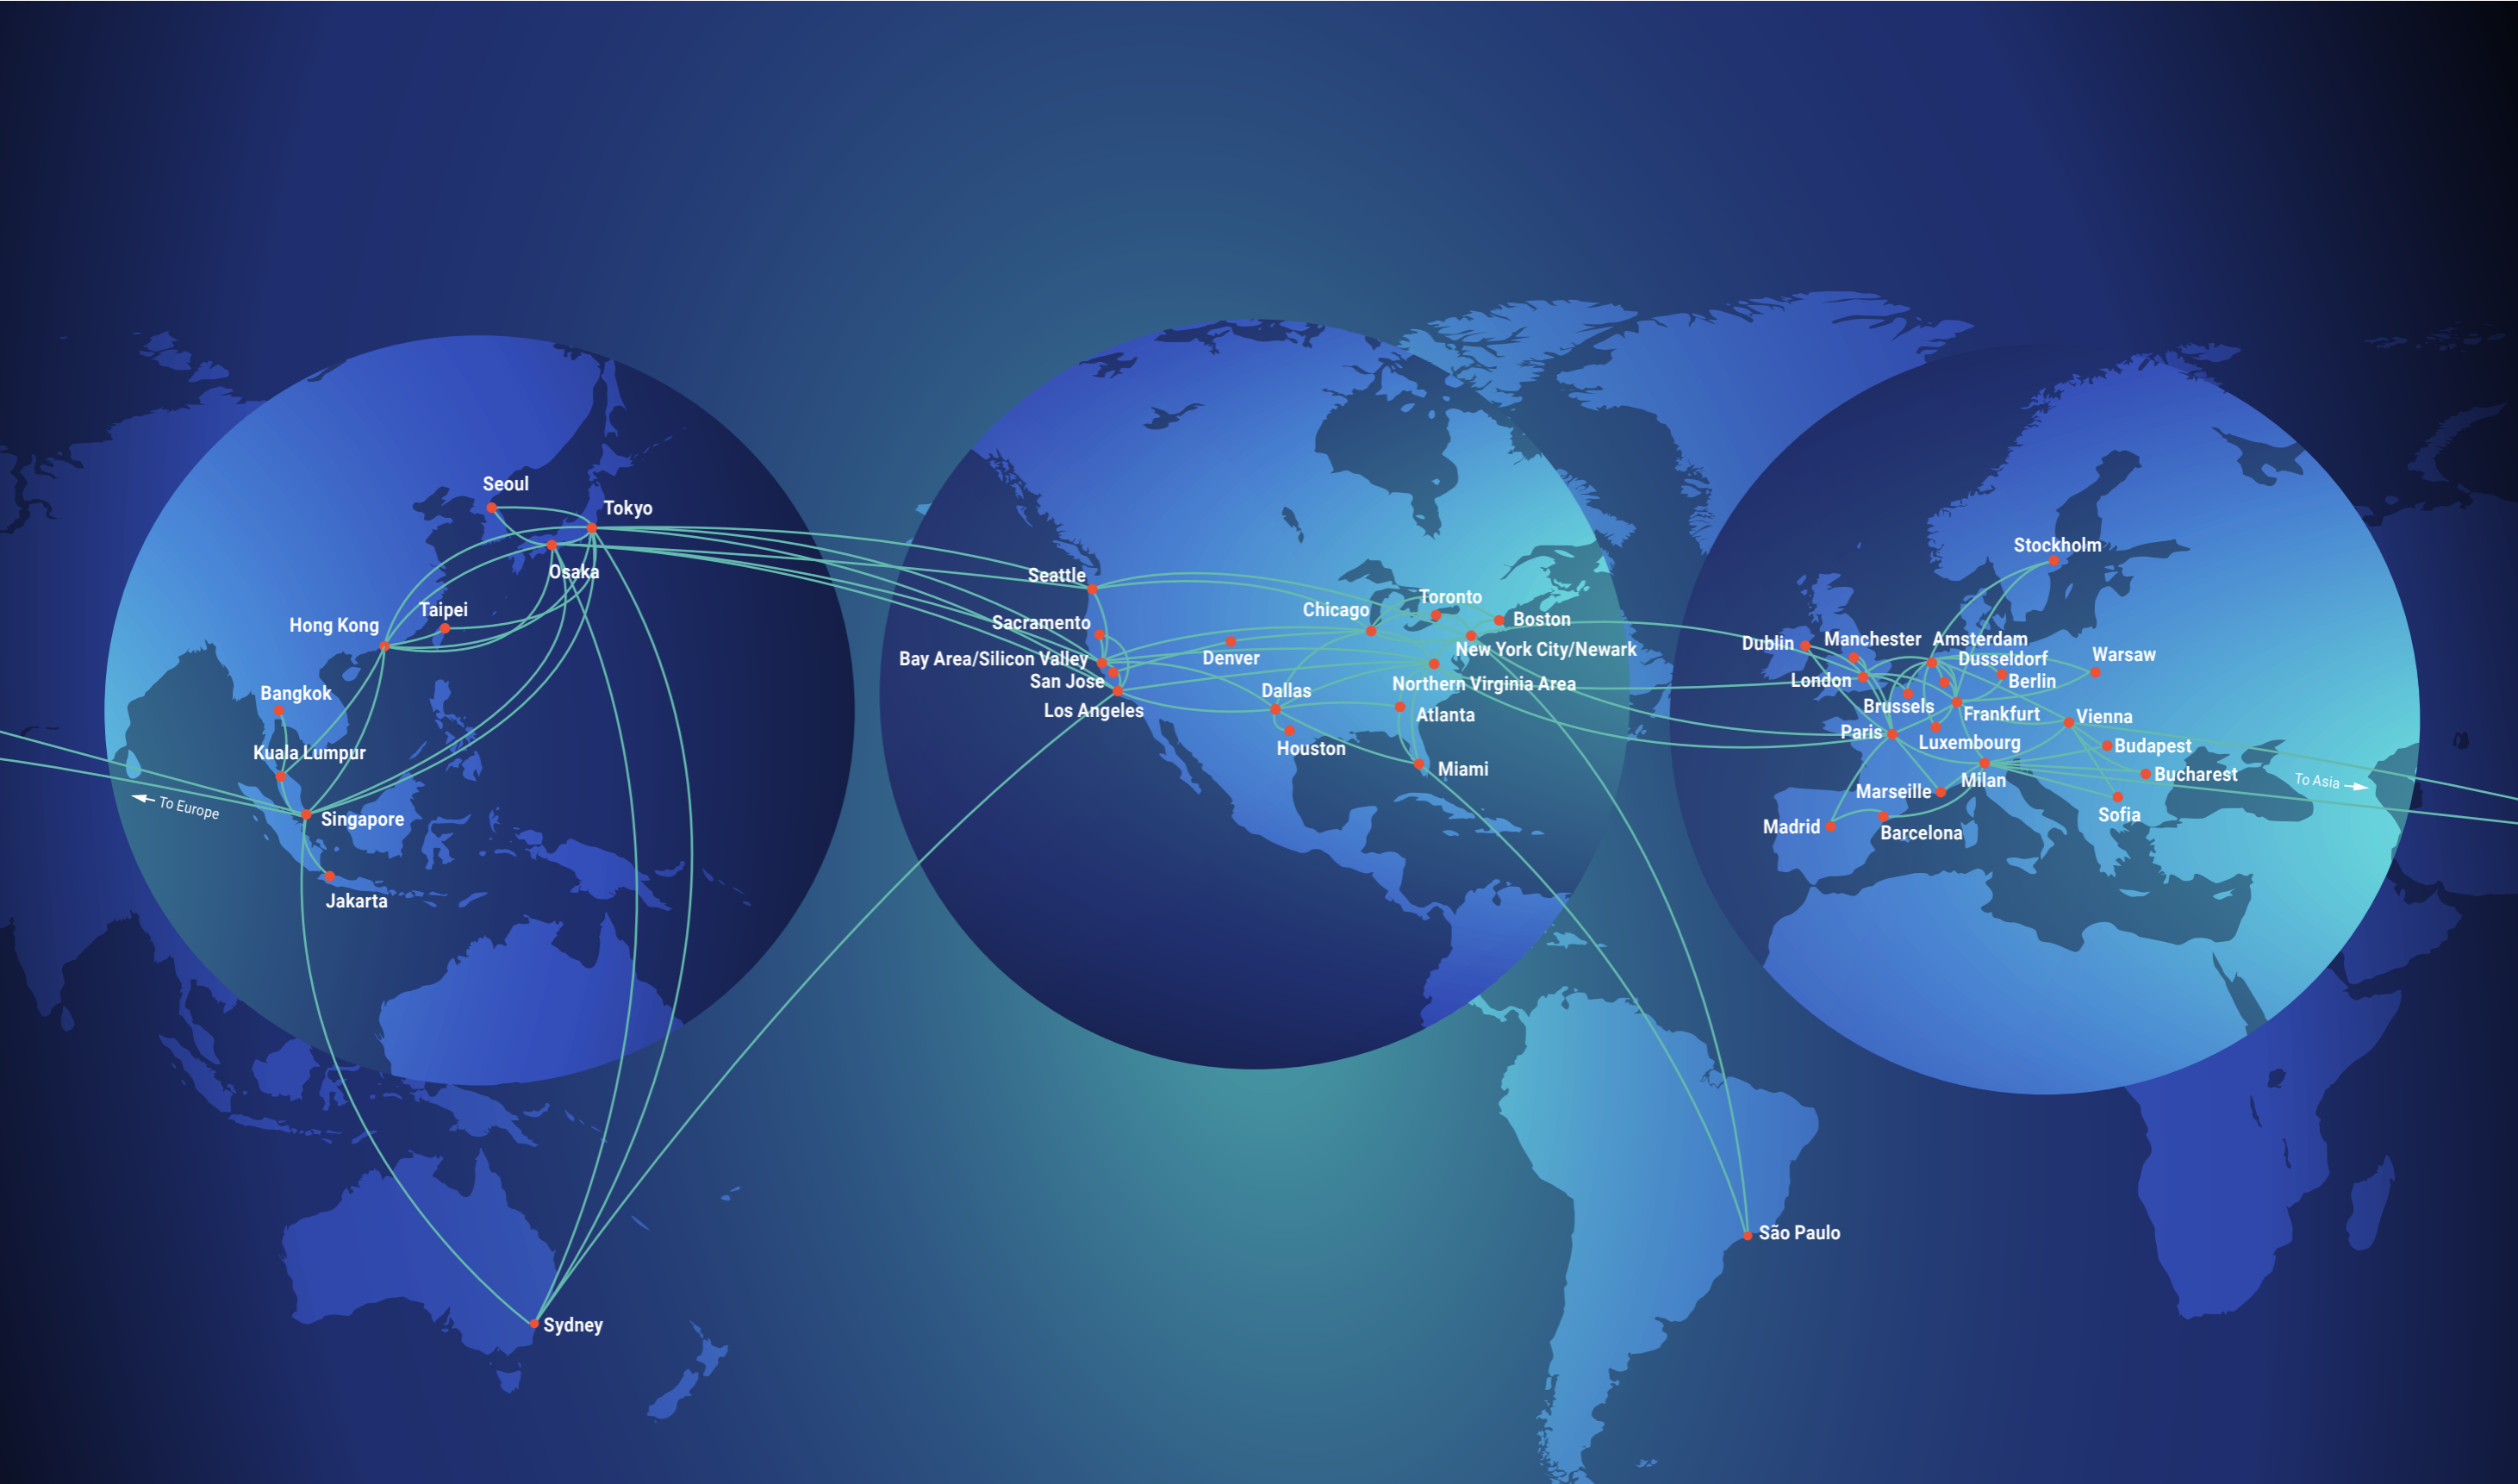 Seoul
Tokyo
Osaka
Taipei
Hong Kong
Bangkok
Kuala Lumpur
To Europe
Singapore
Jakarta
Sydney
Seattle
Sacramento
Bay Area/Silicon Valley
San Jose
Los Angeles
Denver
Chicago
Toronto
Boston
New York City/Newark
Northern Virginia Area
Dallas
Atlanta
Houston
Miami
São Paulo
Stockholm
Dublin
Manchester
Amsterdam
Dusseldorf
Warsaw
London
Berlin
Brussels
Frankfurt
Vienna
Paris
Luxembourg
Budapest
Milan
Bucharest
To Asia
Marseille
Sofia
Madrid
Barcelona